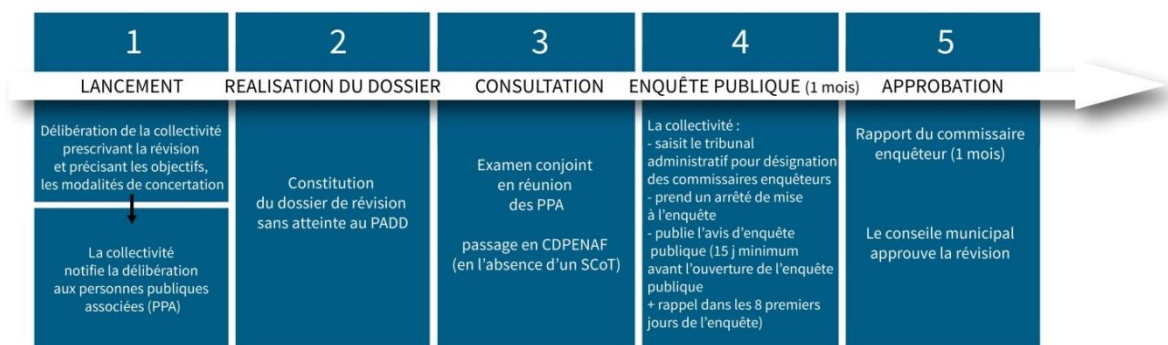 1
LANCEMENT
Délibération de la collectivité
prescrivant la révision
et précisant les objectifs,
les modalités de concertation
La collectivité
notifie la délibération
aux personnes publiques
associées (PPA)
2
REALISATION DU DOSSIER
Constitution
du dossier de révision
sans atteinte au PADD
3
CONSULTATION
Examen conjoint
en réunion
des PPA
passage en CDPENAF
(en l'absence d'un SCoT)
4
ENQUÊTE PUBLIQUE (1 mois)
La collectivité :
- saisit le tribunal
administratif pour désignation
des commissaires enquêteurs
- prend un arrêté de mise
à l'enquête
- publie l'avis d'enquête
publique (15 j minimum
avant l'ouverture de l'enquête
publique
+ rappel dans les 8 premiers
jours de l'enquête)
5
APPROBATION
Rapport du commissaire
enquêteur (1 mois)
Le conseile municipal
approuve la révision